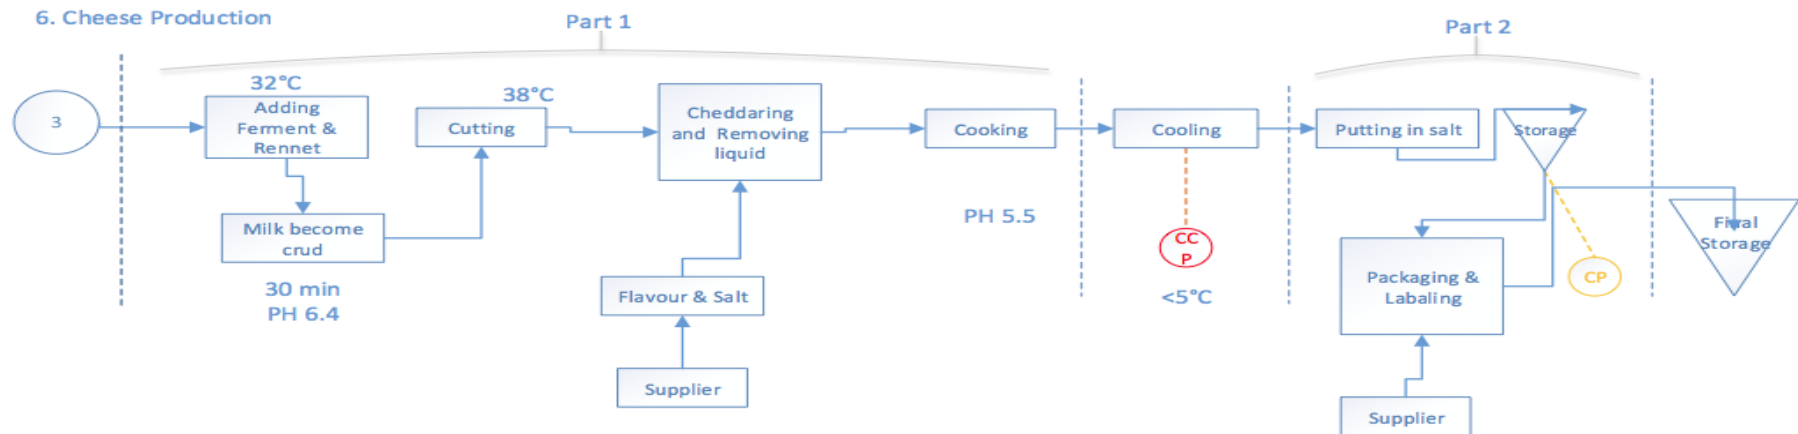 6. Cheese Production
Part 1
Part 2
3
32°C
Adding
Ferment &
Rennet
Milk become
crud
30 min
PH 6.4
38°C
Cutting
Cheddaring
and Removing
liquid
Flavour & Salt
Supplier
Cooking
PH 5.5
Cooling
CC
P
<5°C
Putting in salt
Storage
CP
Packaging &
Labaling
Supplier
Final
Storage